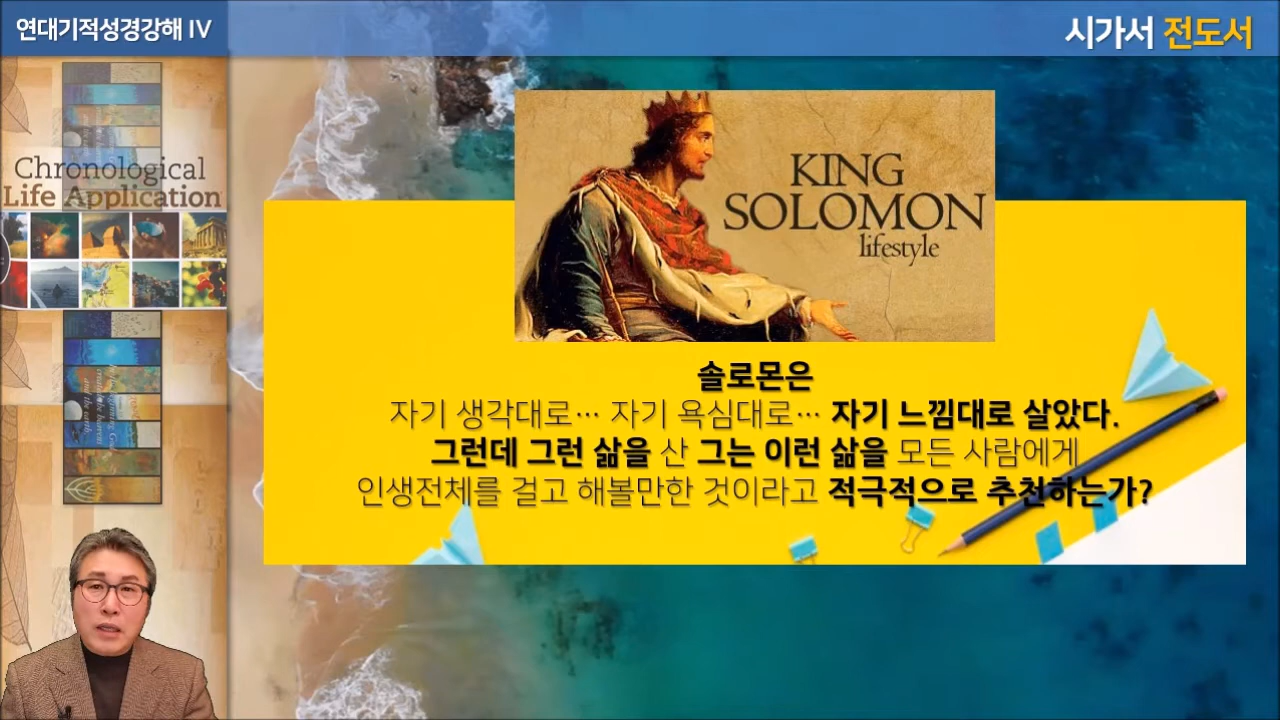 연대기적성경강해 IV
시가서 전도서
Chronological
Life Application
KING
SOLOMON
lifestyle
솔로몬은
자기 생각대로… 자기 욕심대로… 자기 느낌대로 살았다.
그런데 그런 삶을 산 그는 이런 삶을 모든 사람에게
인생전체를 걸고 해볼만한 것이라고 적극적으로 추천하는가?